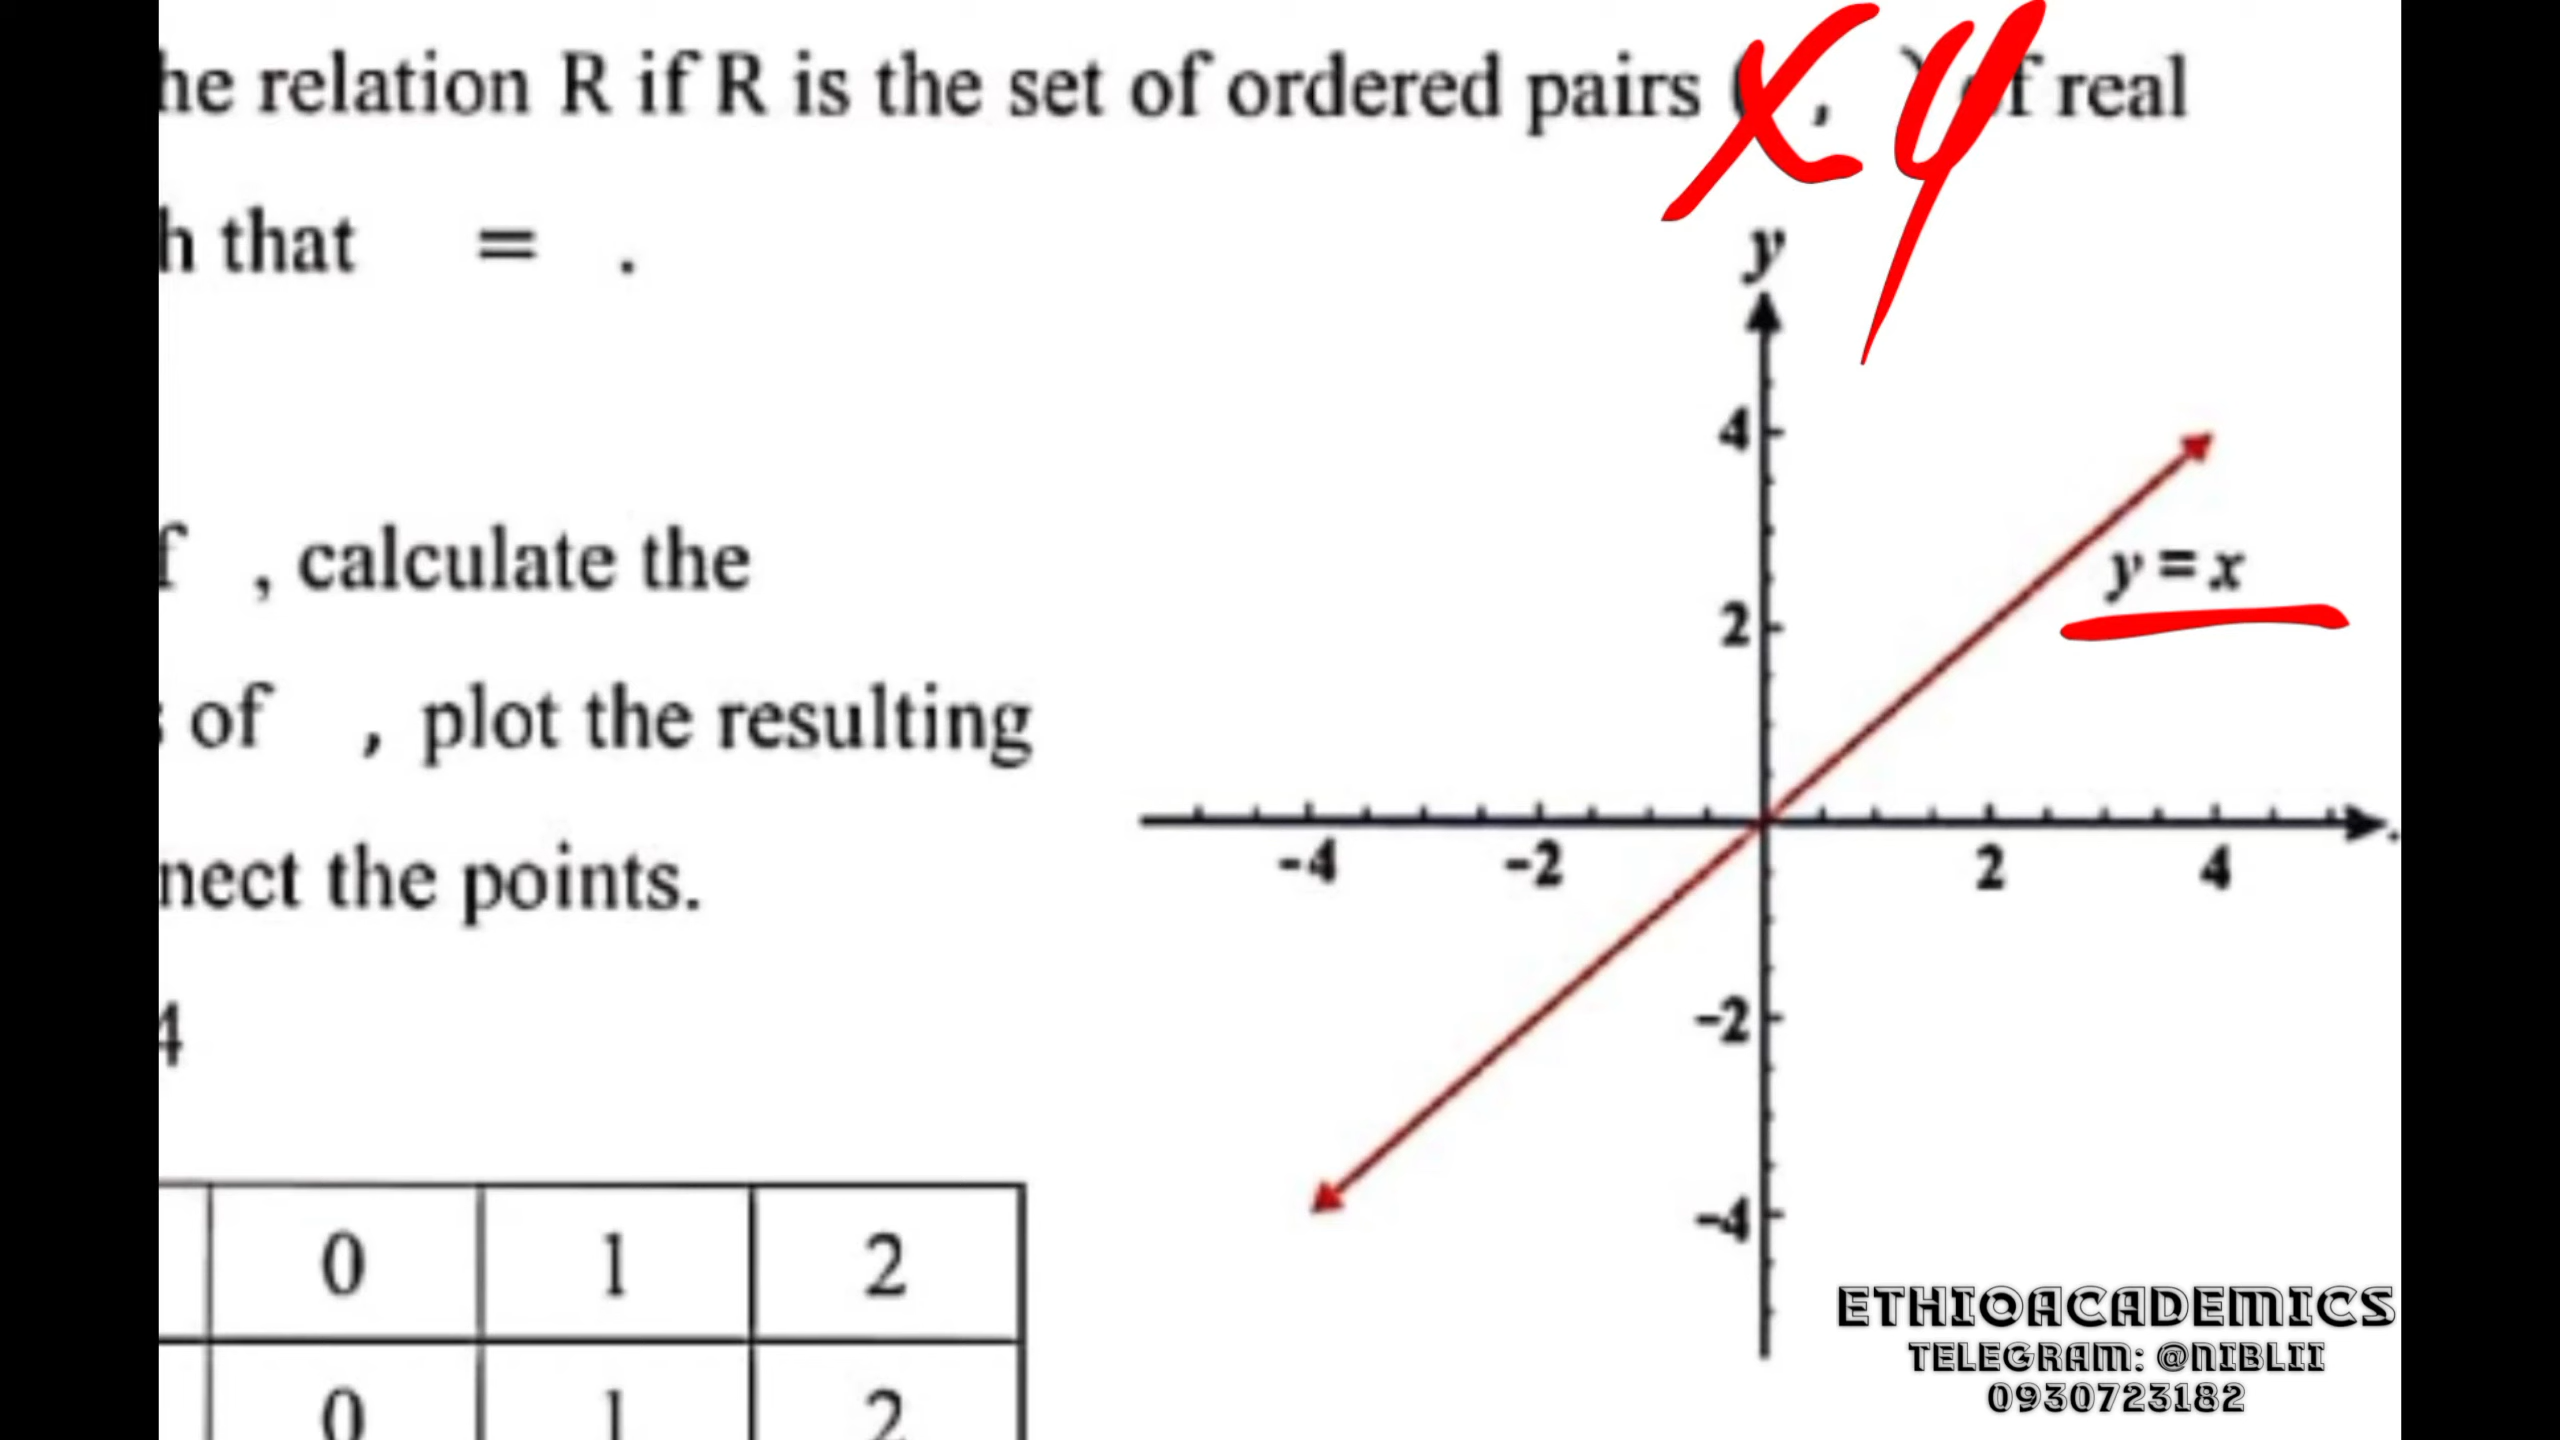 he relation R if R is the set of ordered pairs (x, y) of real
h that = .
f , calculate the
s of , plot the resulting
nect the points.
4
0 1 2
0 1 2
y
4
2
y = x
-4 -2 2 4
-2
-4
ETHIOACADEMICS
TELEGRAM: @NIBLII
0930723182